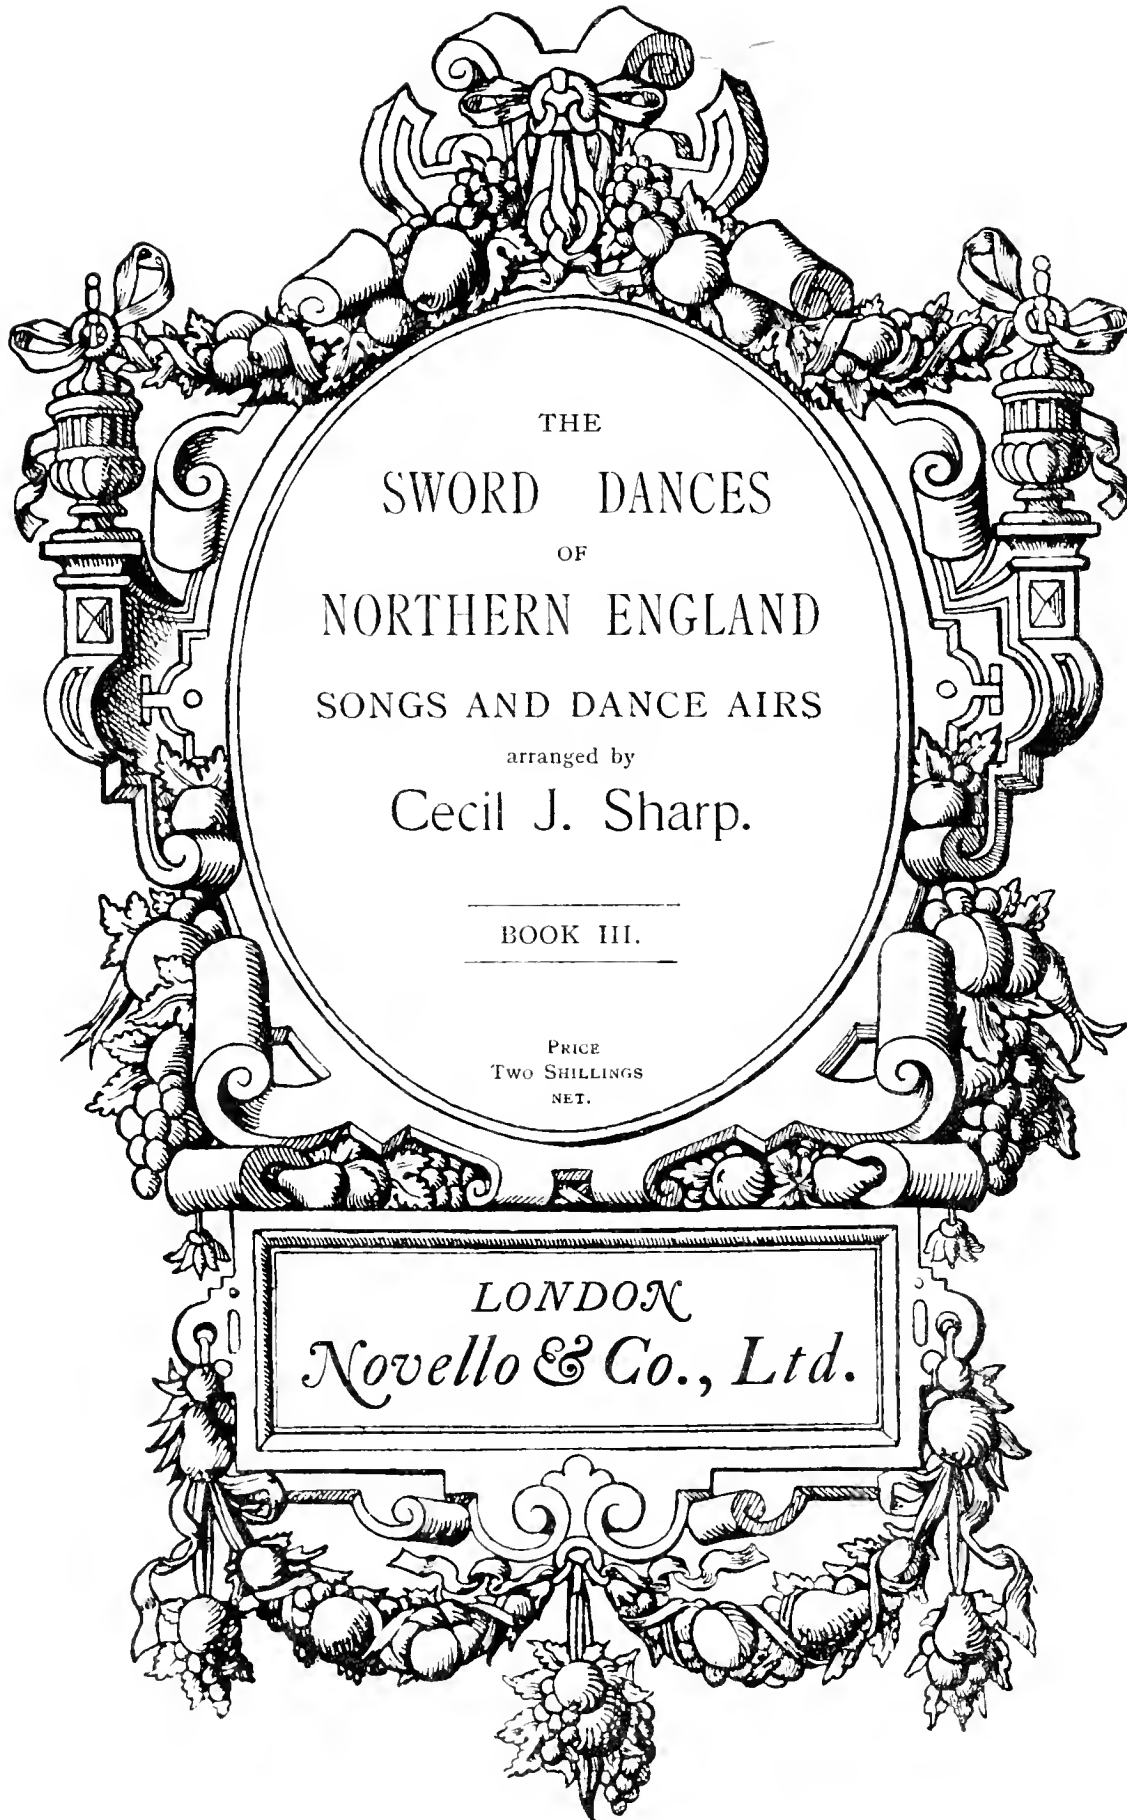 THE
SWORD DANCES
OF
NORTHERN ENGLAND
SONGS AND DANCE AIRS
arranged by
Cecil J. Sharp.
BOOK III.
PRICE
TWO SHILLINGS
NET.
LONDON
Novello & Co., Ltd.